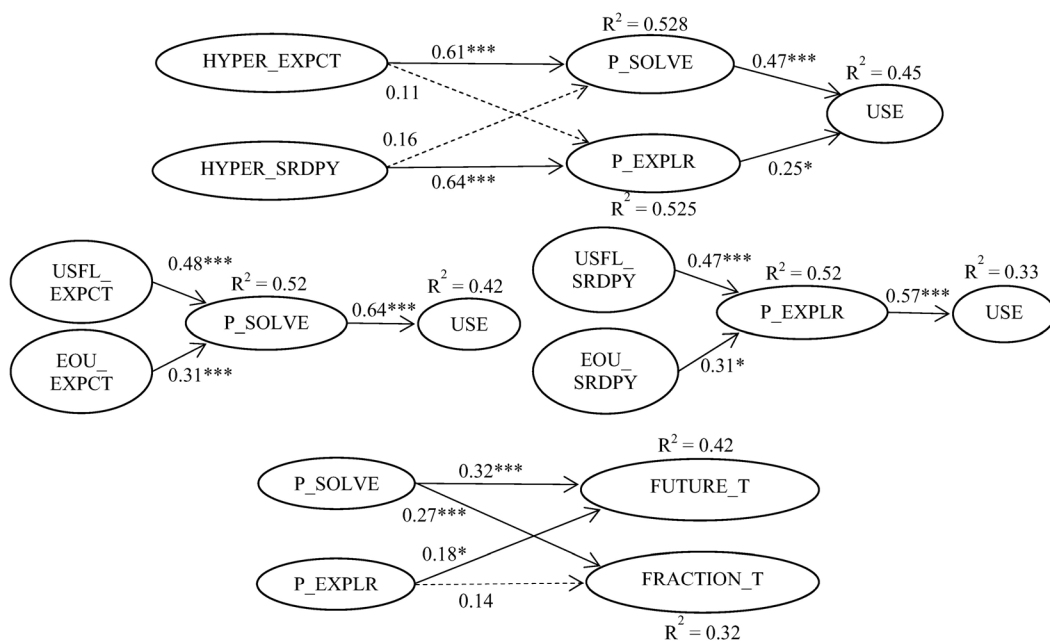 R² = 0.528
HYPER_EXPCT
0.61***
P_SOLVE
0.47***
R² = 0.45
0.11
USE
0.16
HYPER_SRDPY
0.64***
P_EXPLR
0.25*
R² = 0.525
USFL_
EXPCT
0.48***
R² = 0.52
P_SOLVE
0.64***
R² = 0.42
USE
EOU_
EXPCT
0.31***
USFL_
SRDPY
0.47***
R² = 0.52
P_EXPLR
0.57***
R² = 0.33
USE
EOU_
SRDPY
0.31*
R² = 0.42
P_SOLVE
0.32***
FUTURE_T
0.27***
0.18*
P_EXPLR
0.14
FRACTION_T
R² = 0.32